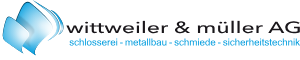 wittweiler & müller AG
schlosserei - metallbau - schmiede - sicherheitstechnik